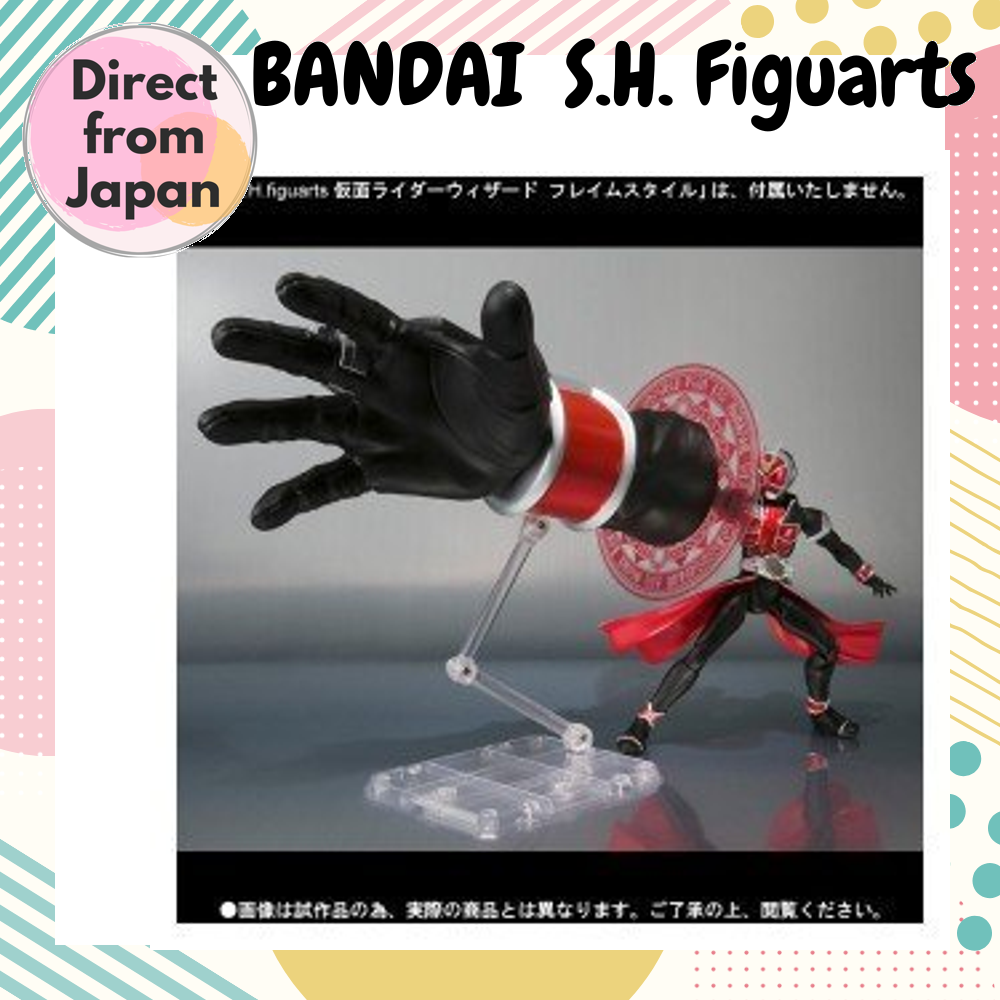 BANDAI S.H. Figuarts
Direct
from
Japan
H.figuarts 仮面ライダーウィザード フレイムスタイル」は、付属いたしません。
●画像は試作品の為、実際の商品とは異なります。ご了承の上、閲覧ください。